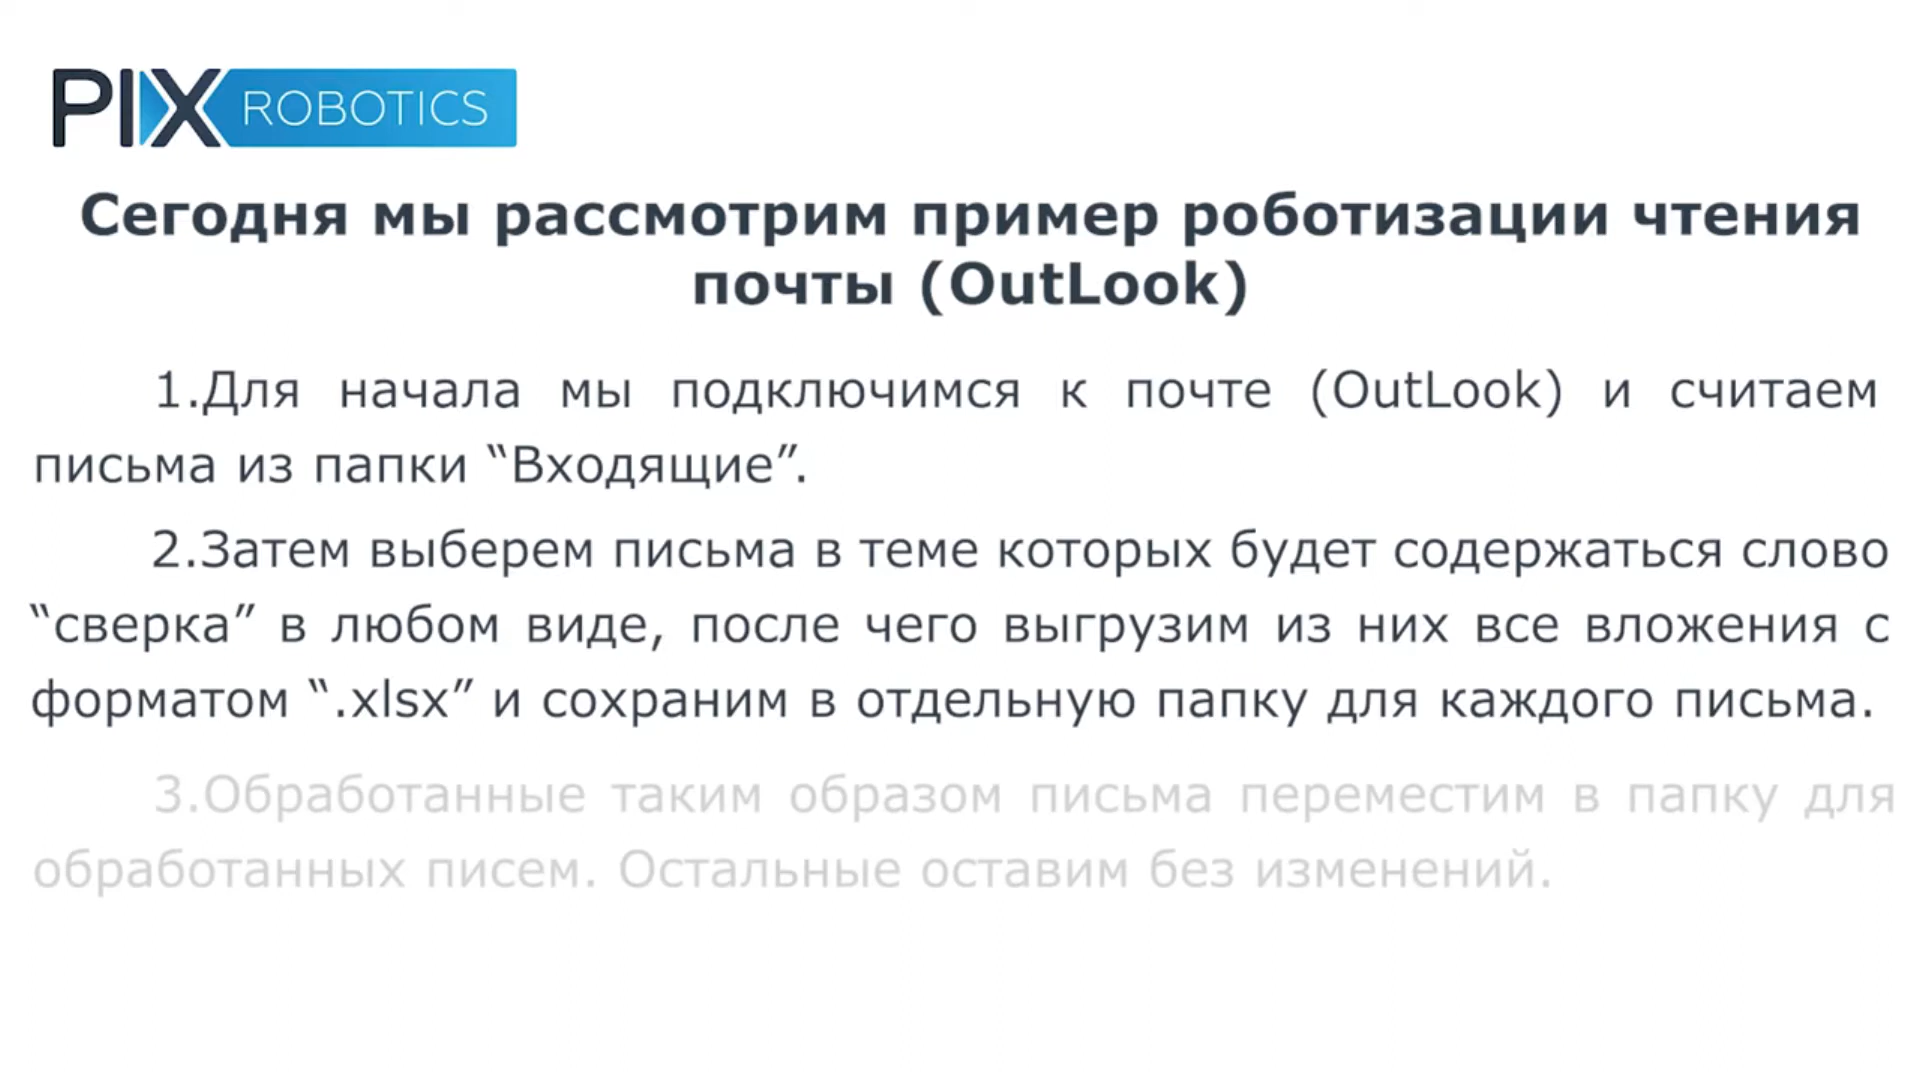 PIX ROBOTICS
Сегодня мы рассмотрим пример роботизации чтения
почты (OutLook)
1.Для начала мы подключимся к почте (OutLook) и считаем
письма из папки “Входящие”.
2.Затем выберем письма в теме которых будет содержаться слово
“сверка” в любом виде, после чего выгрузим из них все вложения с
форматом “.xlsx” и сохраним в отдельную папку для каждого письма.
3.Обработанные таким образом письма переместим в папку для
обработанных писем. Остальные оставим без изменений.